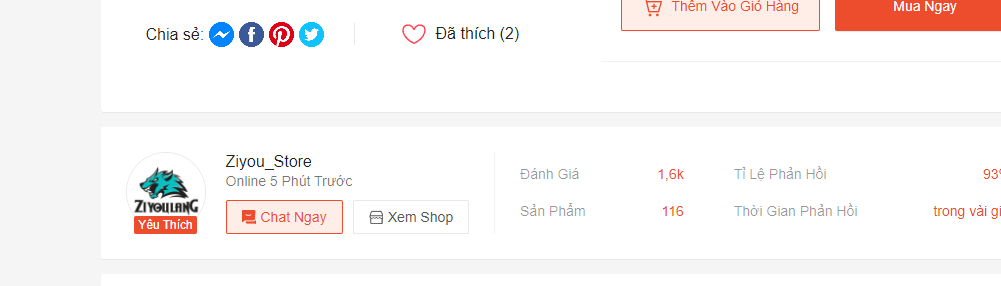 Thêm Vào Giỏ Hàng
Mua Ngay
Chia sẻ:
Đã thích (2)
ZIYOULANG
Yêu Thích
Ziyou_Store
Online 5 Phút Trước
Chat Ngay
Xem Shop
Đánh Giá 1,6k
Tỉ Lệ Phản Hồi 93%
Sản Phẩm 116
Thời Gian Phản Hồi trong vài gi